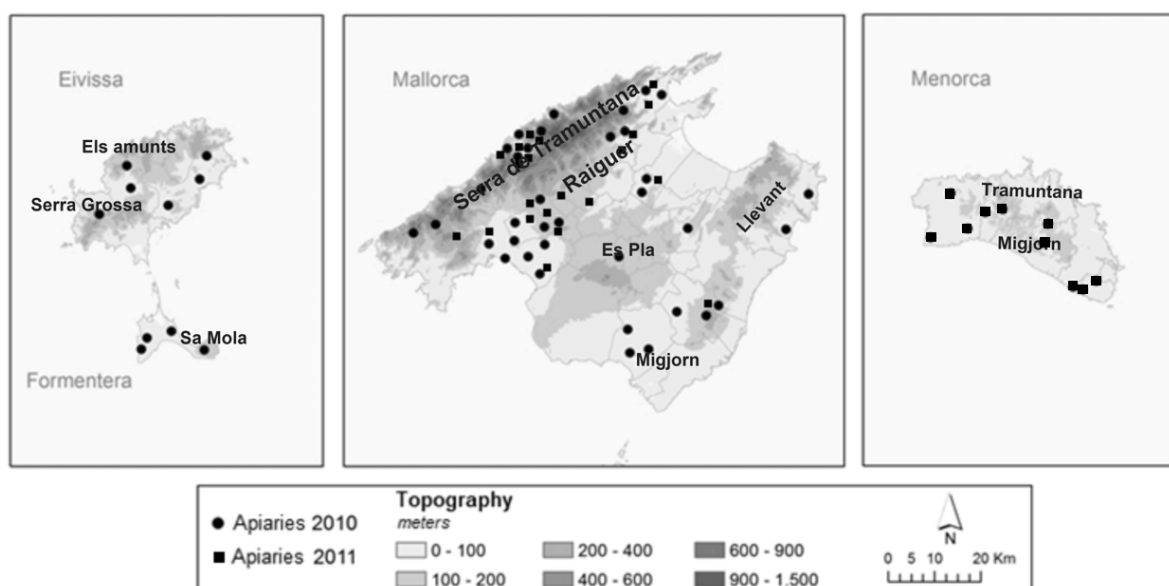 Eivissa
Els amunts
Serra Grossa
Sa Mola
Formentera
Mallorca
Serra de Tramuntana
Raiguer
Llevant
Es Pla
Migjorn
Menorca
Tramuntana
Migjorn
Apiaries 2010
Apiaries 2011
Topography
meters
0 - 100
200 - 400
600 - 900
100 - 200
400 - 600
900 - 1.500
N
0 5 10 20 Km